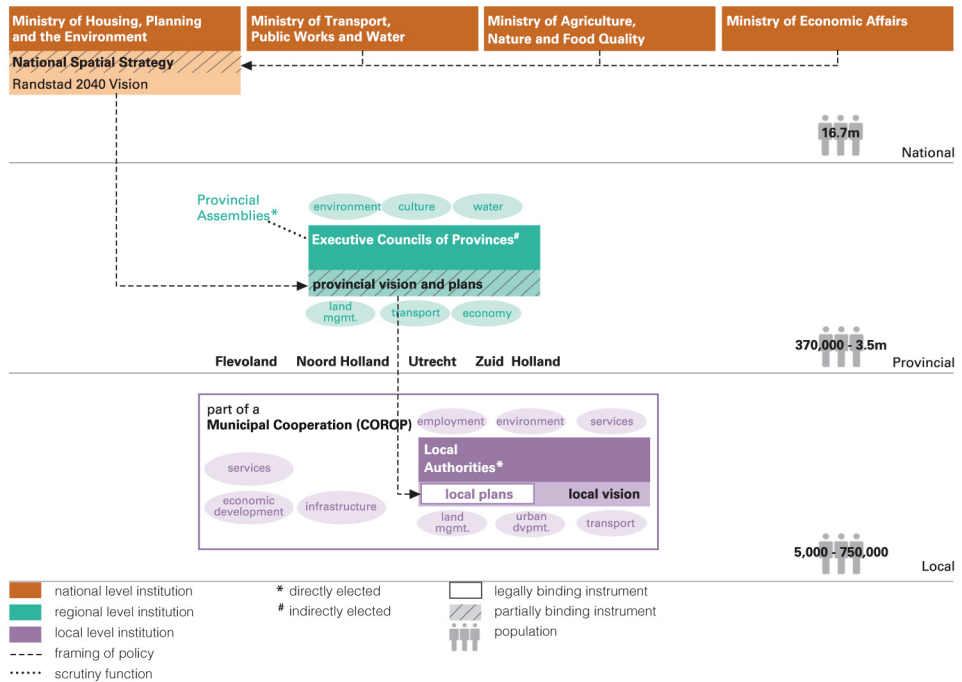 Ministry of Housing, Planning
and the Environment
Ministry of Transport,
Public Works and Water
Ministry of Agriculture,
Nature and Food Quality
Ministry of Economic Affairs
National Spatial Strategy
Randstad 2040 Vision
16.7m
National
Provincial
Assemblies*
environment
culture
water
Executive Councils of Provinces#
provincial vision and plans
land
mgmt.
transport
economy
370,000 - 3.5m
Provincial
Flevoland
Noord Holland
Utrecht
Zuid Holland
part of a
Municipal Cooperation (COROP)
employment
environment
services
Local
Authorities*
services
local plans
local vision
economic
development
infrastructure
land
mgmt.
urban
dvpmt.
transport
5,000 - 750,000
Local
national level institution
regional level institution
local level institution
framing of policy
scrutiny function
* directly elected
# indirectly elected
legally binding instrument
partially binding instrument
population